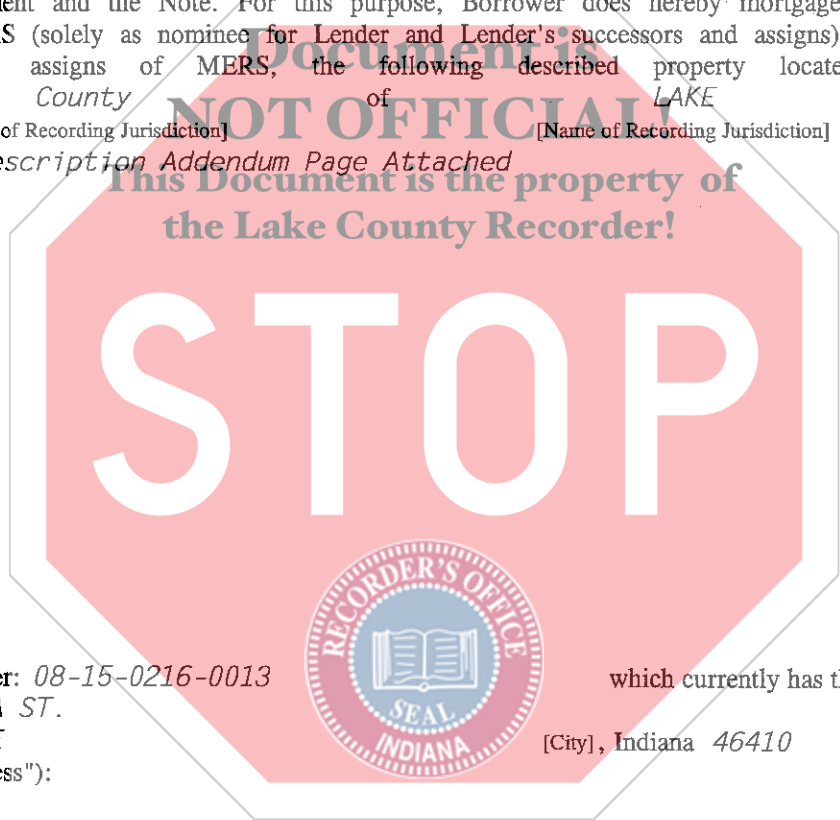 ent and the Note. For this purpose, Borrower does hereby mortgage
S (solely as nominee for Lender and Lender's successors and assigns)
Document is
assigns of MERS, the following described property locate
County of LAKE
NOT OFFICIAL!
of Recording Jurisdiction] [Name of Recording Jurisdiction]
escription Addendum Page Attached
This Document is the property of
the Lake County Recorder!
STOP
RECORDER'S OFFICE
SEAL
INDIANA
er: 08-15-0216-0013 which currently has t
ST.
[City], Indiana 46410
ess"):